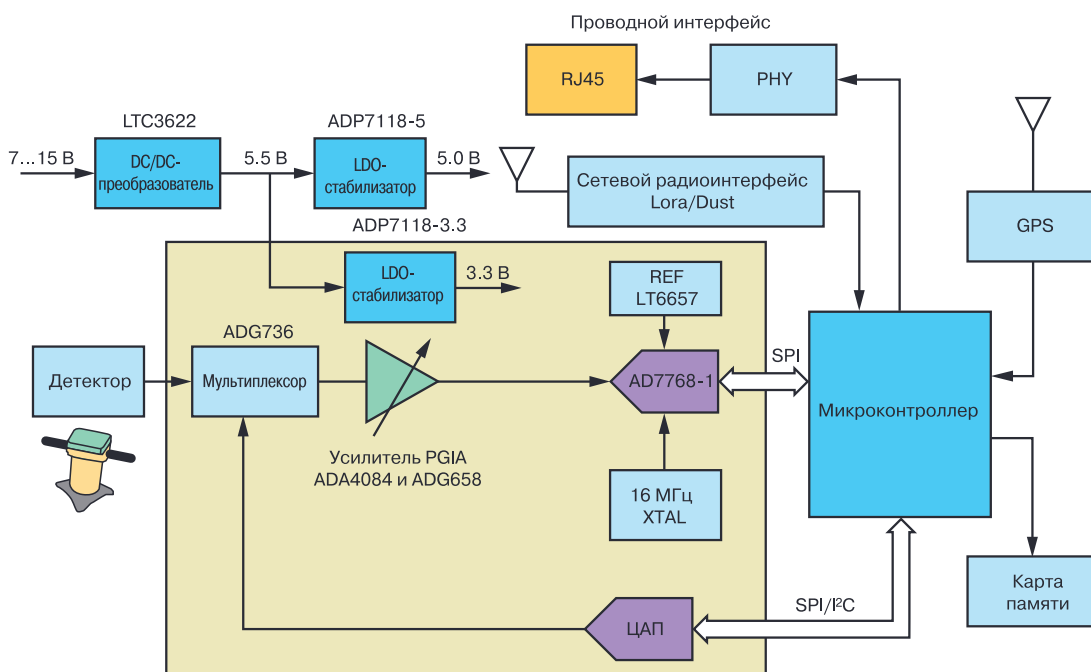 Проводной интерфейс
RJ45
PHY
LTC3622
ADP7118-5
7...15 В
DC/DC-
преобразователь
5.5 В
LDO-
стабилизатор
5.0 В
Сетевой радиоинтерфейс
Lora/Dust
GPS
ADP7118-3.3
LDO-
стабилизатор
3.3 В
REF
LT6657
ADG736
Детектор
Мультиплексор
AD7768-1
SPI
Микроконтроллер
Усилитель PGIA
ADA4084 и ADG658
16 МГц
XTAL
Карта
памяти
SPI/I²C
ЦАП